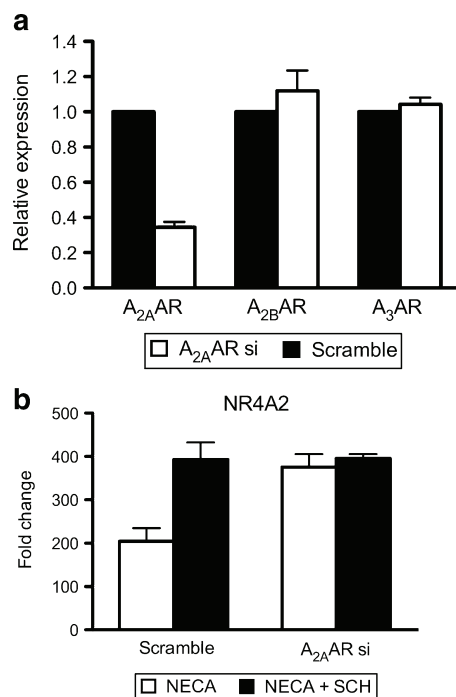 a
Relative expression
1.4
1.2
1.0
0.8
0.6
0.4
0.2
0.0
A2AAR A2BAR A3AR
A2AAR si Scramble
b
NR4A2
Fold change
500
400
300
200
100
0
Scramble A2AAR si
NECA NECA + SCH